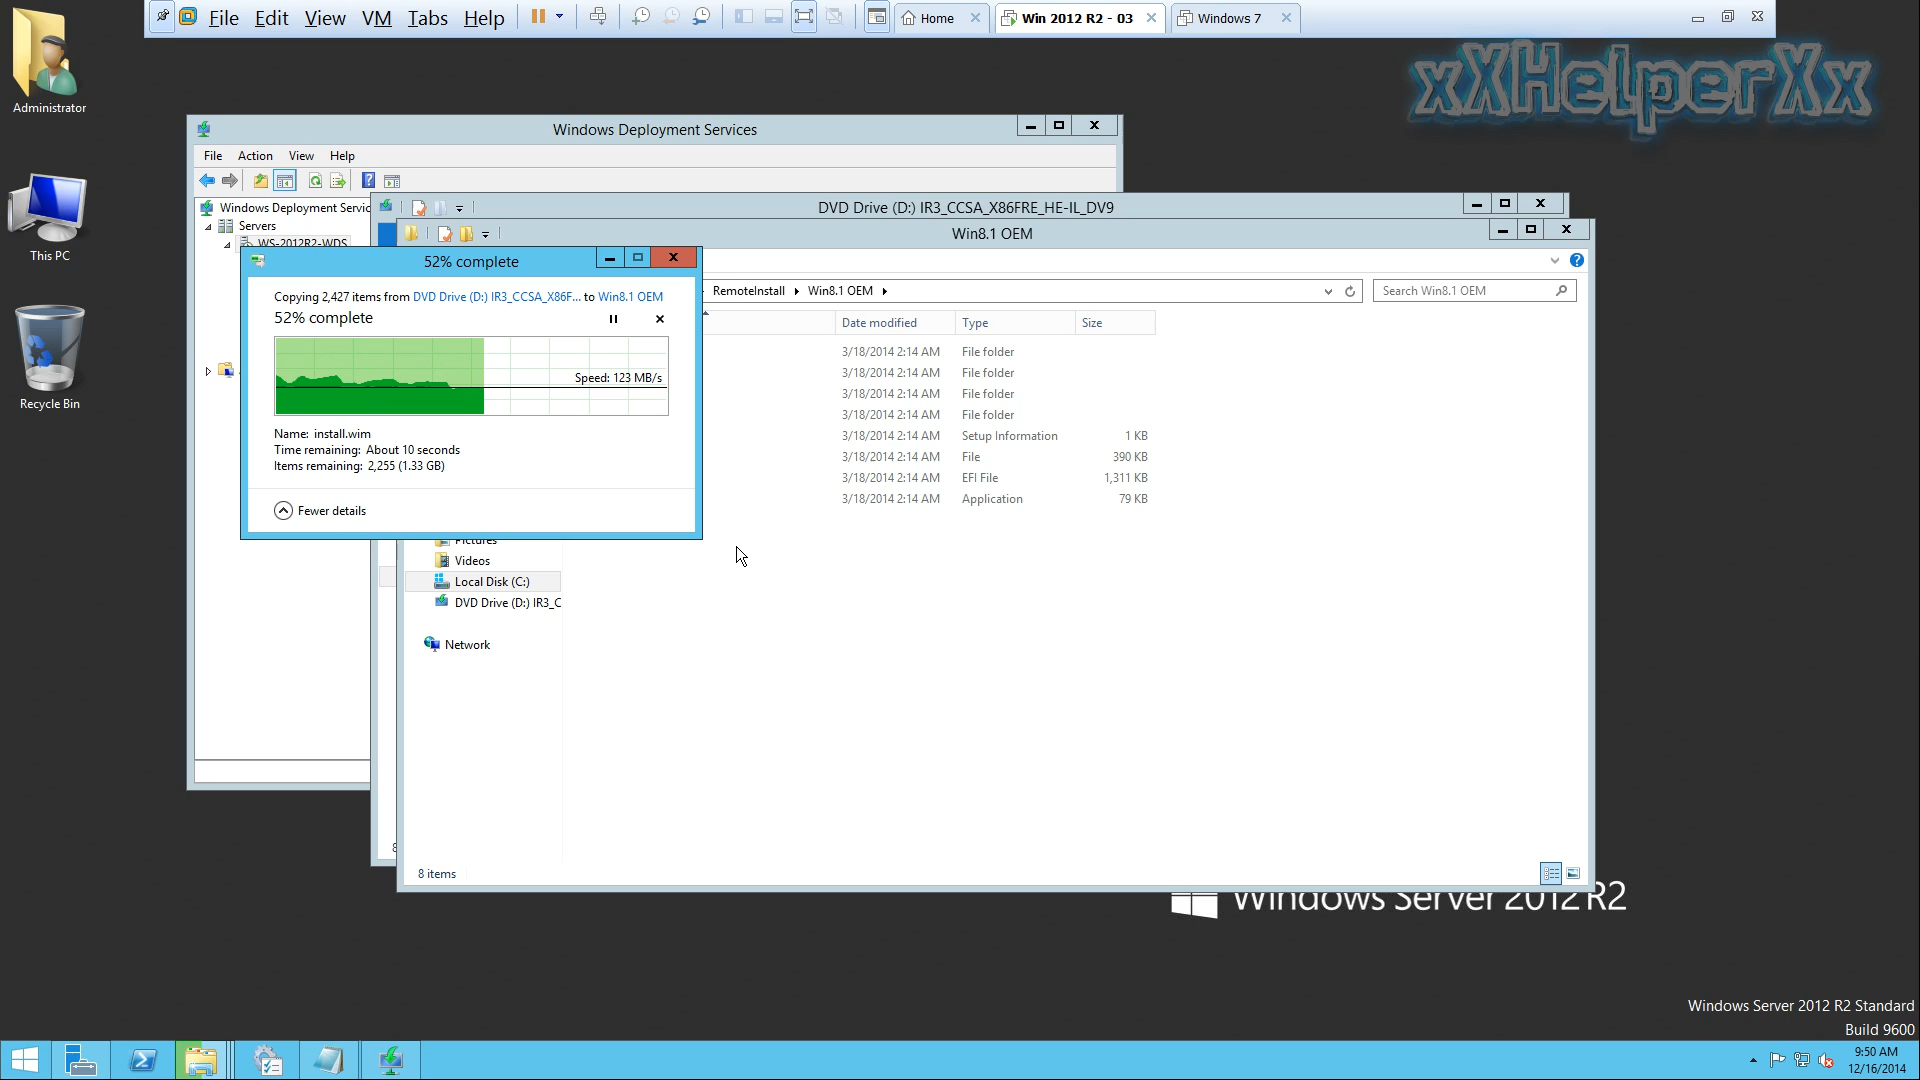 File Edit View VM Tabs Help
Home
Win 2012 R2 - 03
Windows 7
xXHelperXx
Administrator
This PC
Recycle Bin
Windows Deployment Services
File Action View Help
Windows Deployment Servic
Servers
WS-2012R2-WDS
DVD Drive (D:) IR3_CCSA_X86FRE_HE-IL_DV9
Win8.1 OEM
52% complete
Copying 2,427 items from DVD Drive (D:) IR3_CCSA_X86F... to Win8.1 OEM
52% complete
Speed: 123 MB/s
Name: install.wim
Time remaining: About 10 seconds
Items remaining: 2,255 (1.33 GB)
Fewer details
RemoteInstall Win8.1 OEM
Search Win8.1 OEM
Date modified Type Size
3/18/2014 2:14 AM File folder
3/18/2014 2:14 AM File folder
3/18/2014 2:14 AM File folder
3/18/2014 2:14 AM File folder
3/18/2014 2:14 AM Setup Information 1 KB
3/18/2014 2:14 AM File 390 KB
3/18/2014 2:14 AM EFI File 1,311 KB
3/18/2014 2:14 AM Application 79 KB
Pictures
Videos
Local Disk (C:)
DVD Drive (D:) IR3_C
Network
8 items
Windows Server 2012 R2
Windows Server 2012 R2 Standard
Build 9600
9:50 AM
12/16/2014